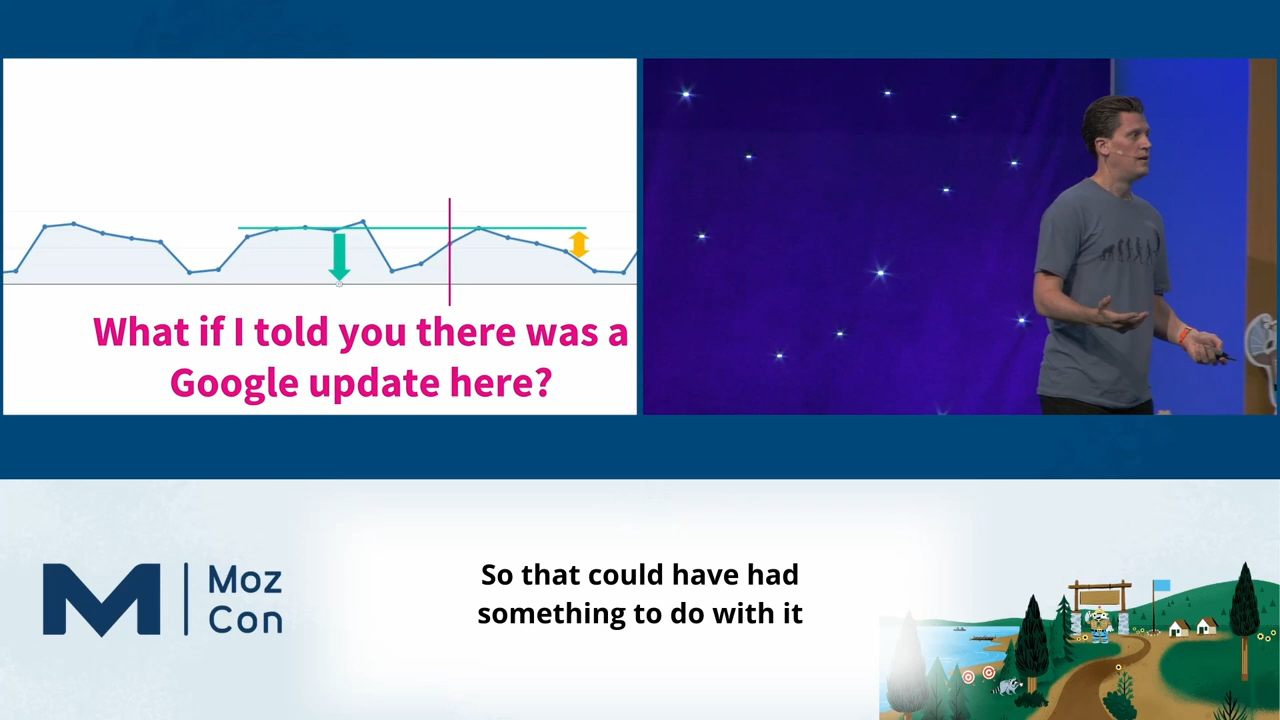 What if I told you there was a
Google update here?
Moz
Con
So that could have had
something to do with it